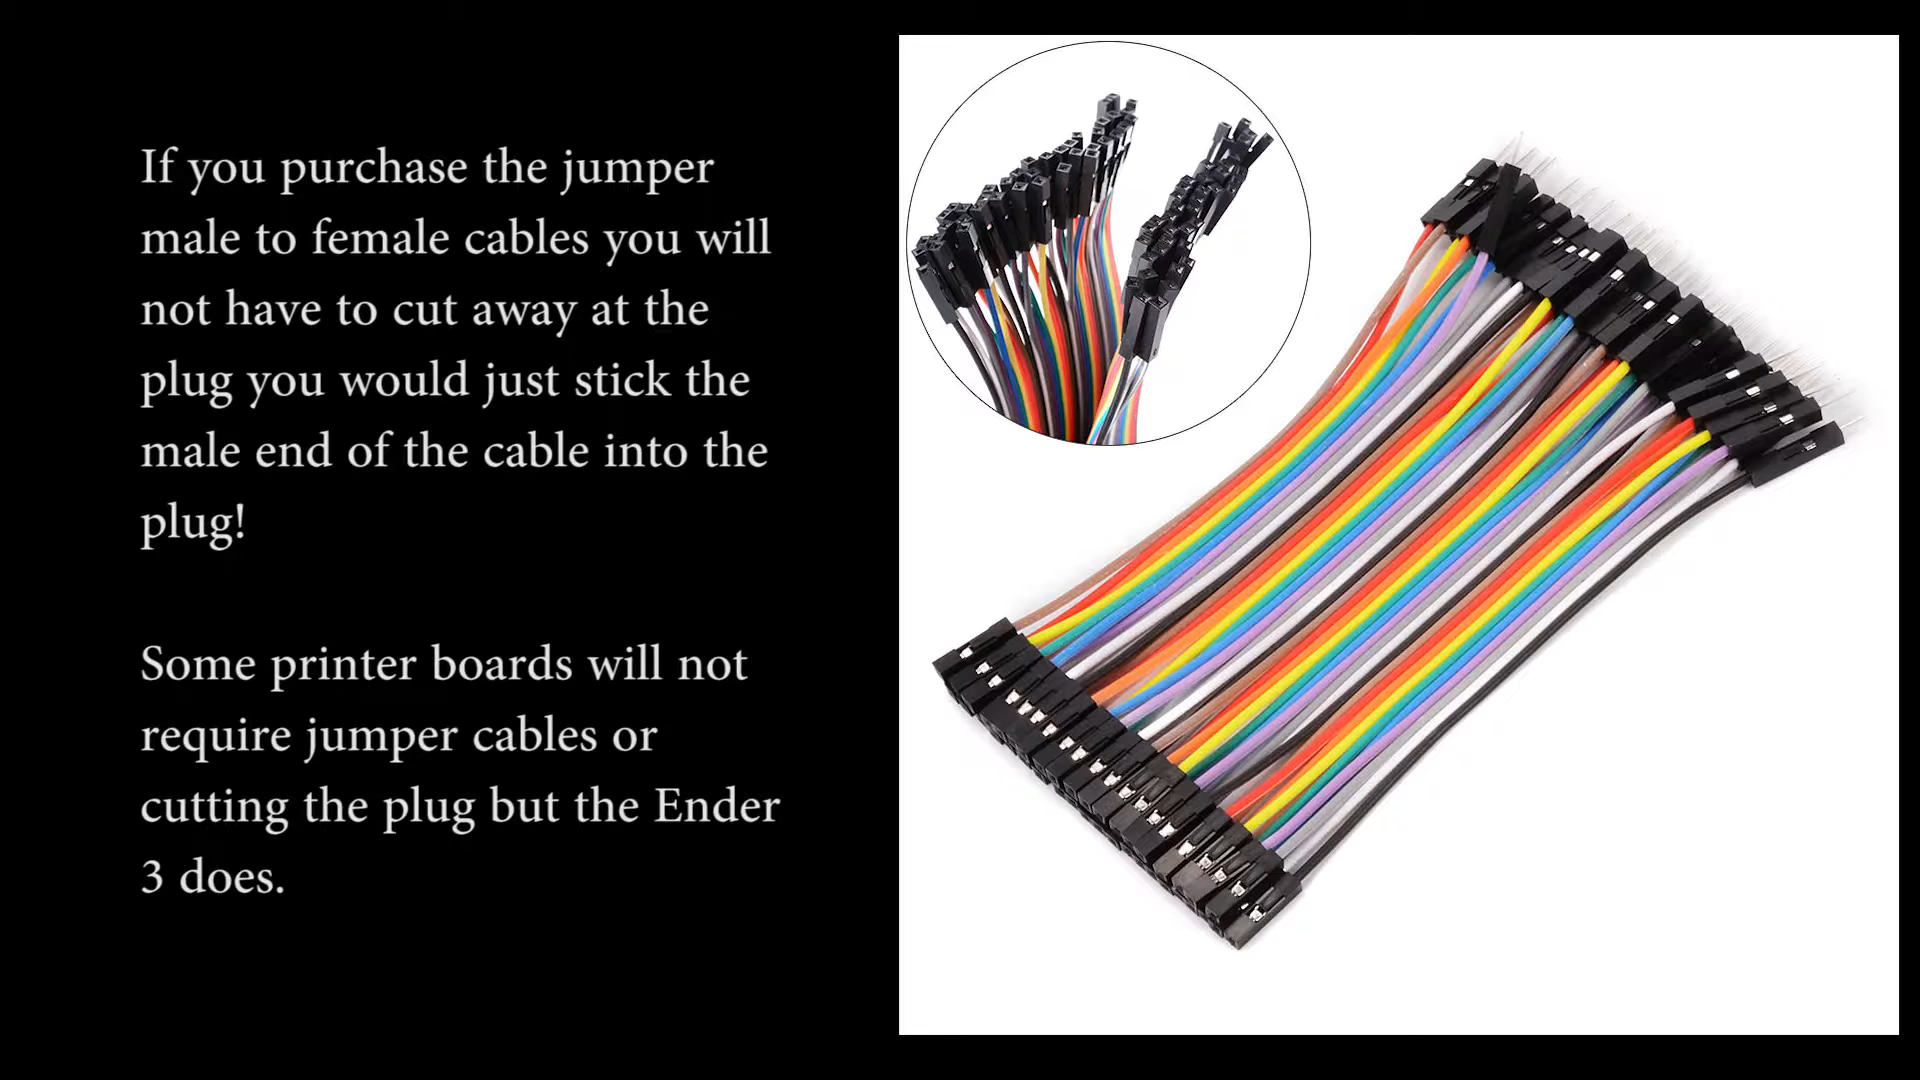 If you purchase the jumper
male to female cables you will
not have to cut away at the
plug you would just stick the
male end of the cable into the
plug!
Some printer boards will not
require jumper cables or
cutting the plug but the Ender
3 does.